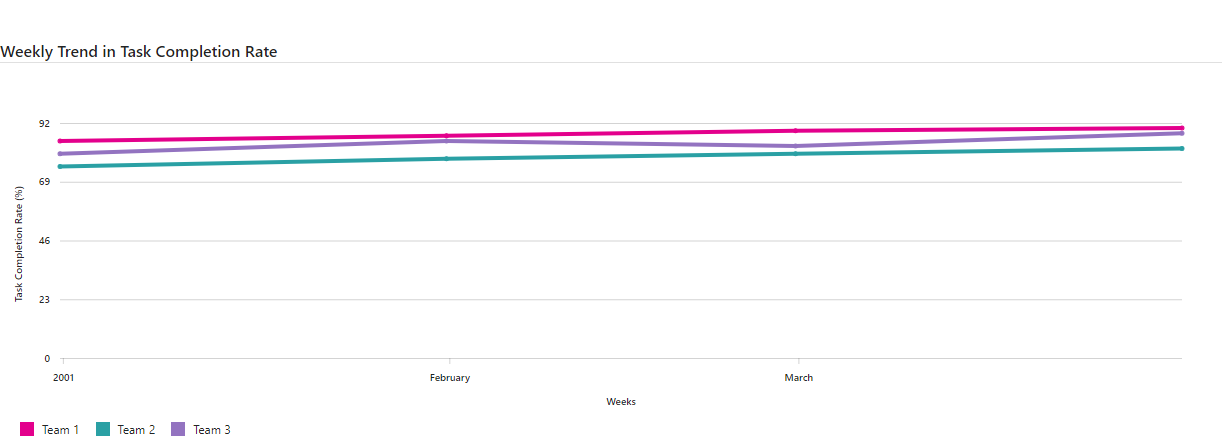 Weekly Trend in Task Completion Rate
92
69
46
23
0
Task Completion Rate (%)
2001 February March
Weeks
Team 1 Team 2 Team 3